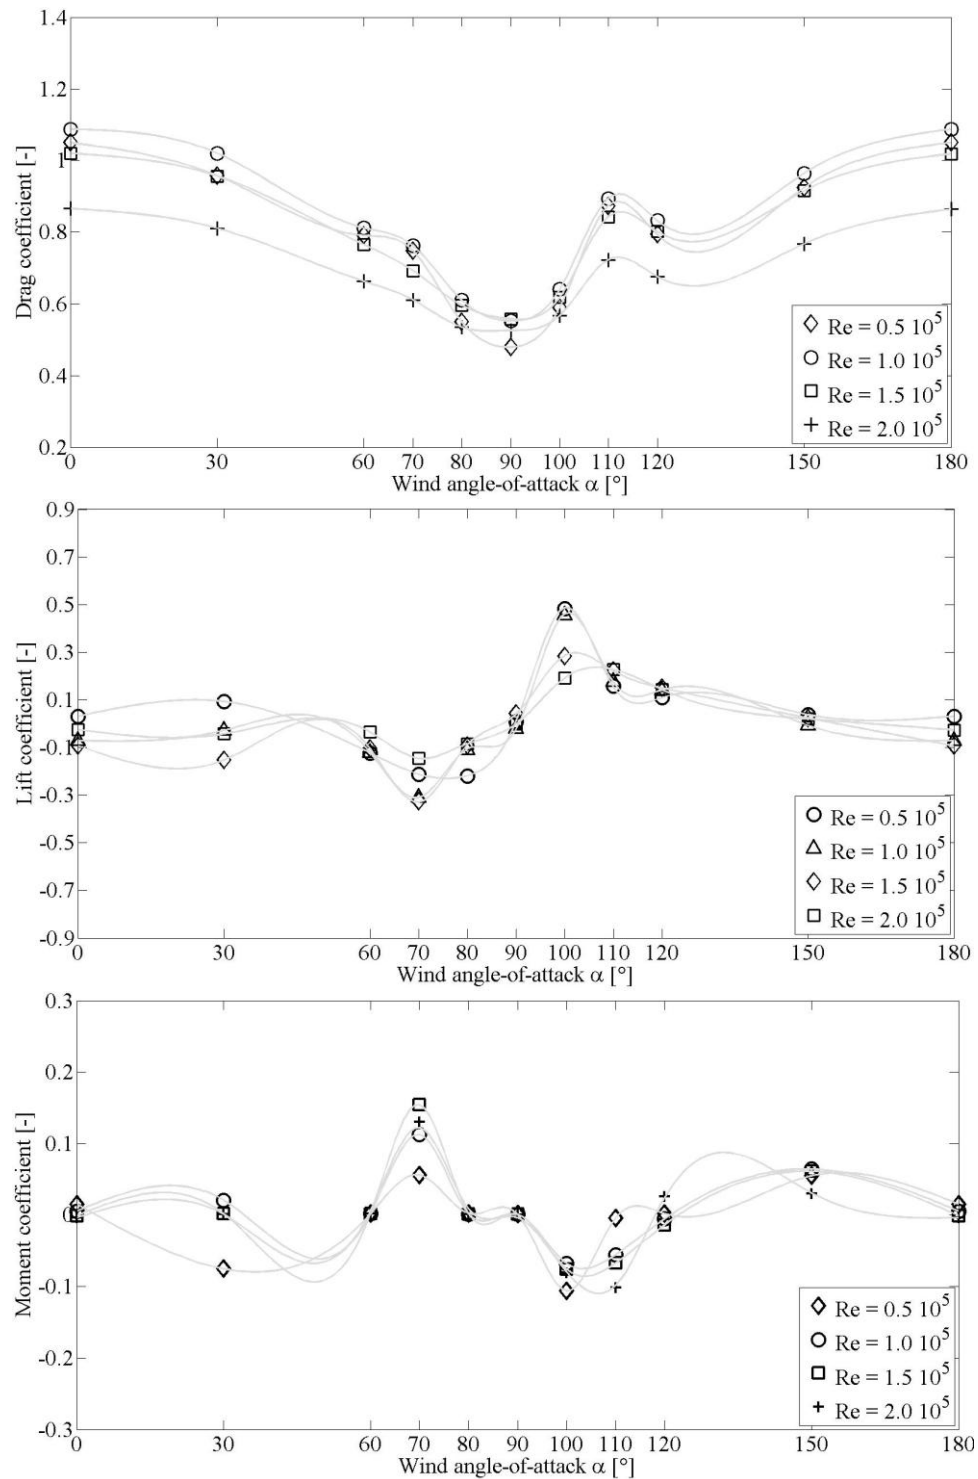 1.4
1.2
1
0.8
0.6
0.4
0.2
Drag coefficient [-]
Re = 0.5 10^5
Re = 1.0 10^5
Re = 1.5 10^5
Re = 2.0 10^5
0 30 60 70 80 90 100 110 120 150 180
Wind angle-of-attack α [°]
0.9
0.7
0.5
0.3
0.1
-0.1
-0.3
-0.5
-0.7
-0.9
Lift coefficient [-]
Re = 0.5 10^5
Re = 1.0 10^5
Re = 1.5 10^5
Re = 2.0 10^5
0 30 60 70 80 90 100 110 120 150 180
Wind angle-of-attack α [°]
0.3
0.2
0.1
0
-0.1
-0.2
-0.3
Moment coefficient [-]
Re = 0.5 10^5
Re = 1.0 10^5
Re = 1.5 10^5
Re = 2.0 10^5
0 30 60 70 80 90 100 110 120 150 180
Wind angle-of-attack α [°]